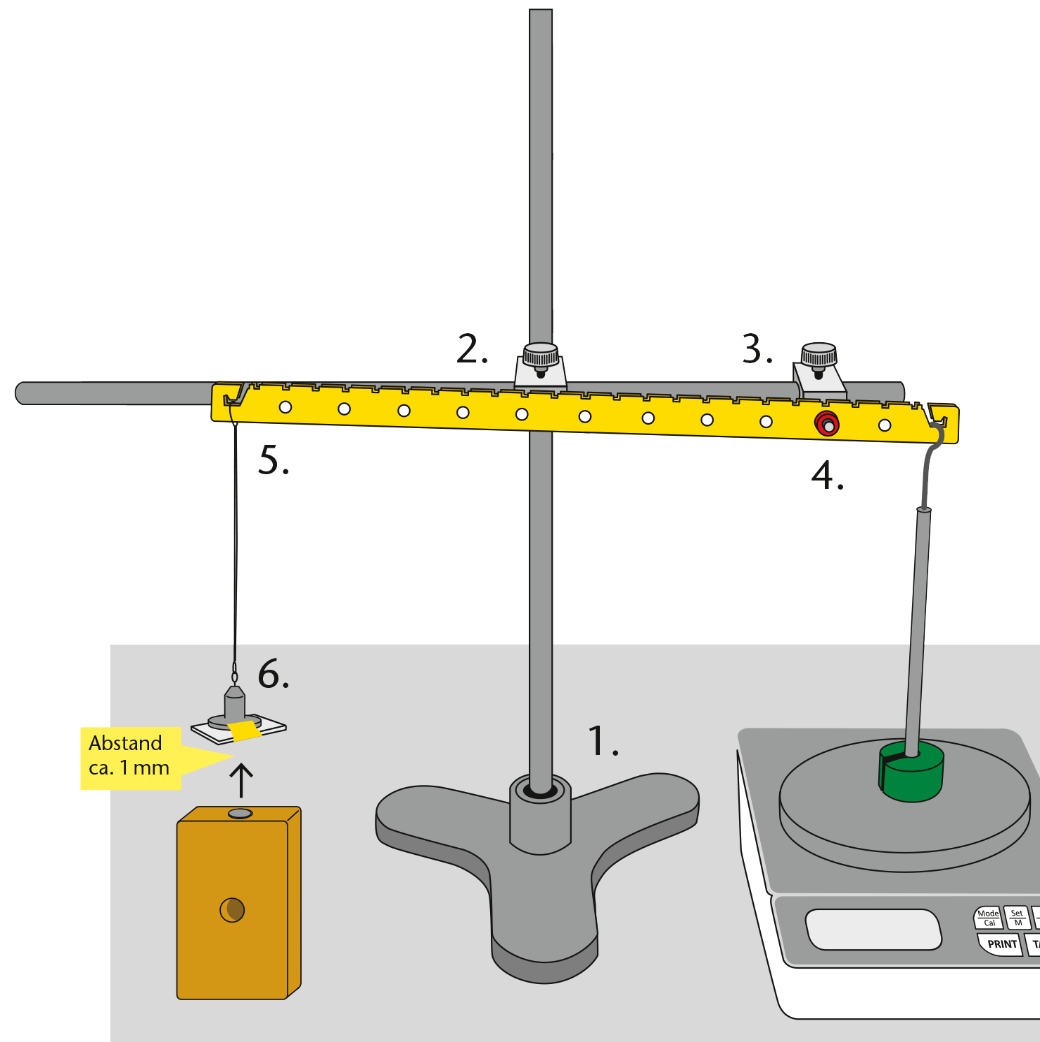 2.
3.
5.
4.
6.
1.
Abstand
ca. 1 mm
Mode
Cal
Set
M
PRINT